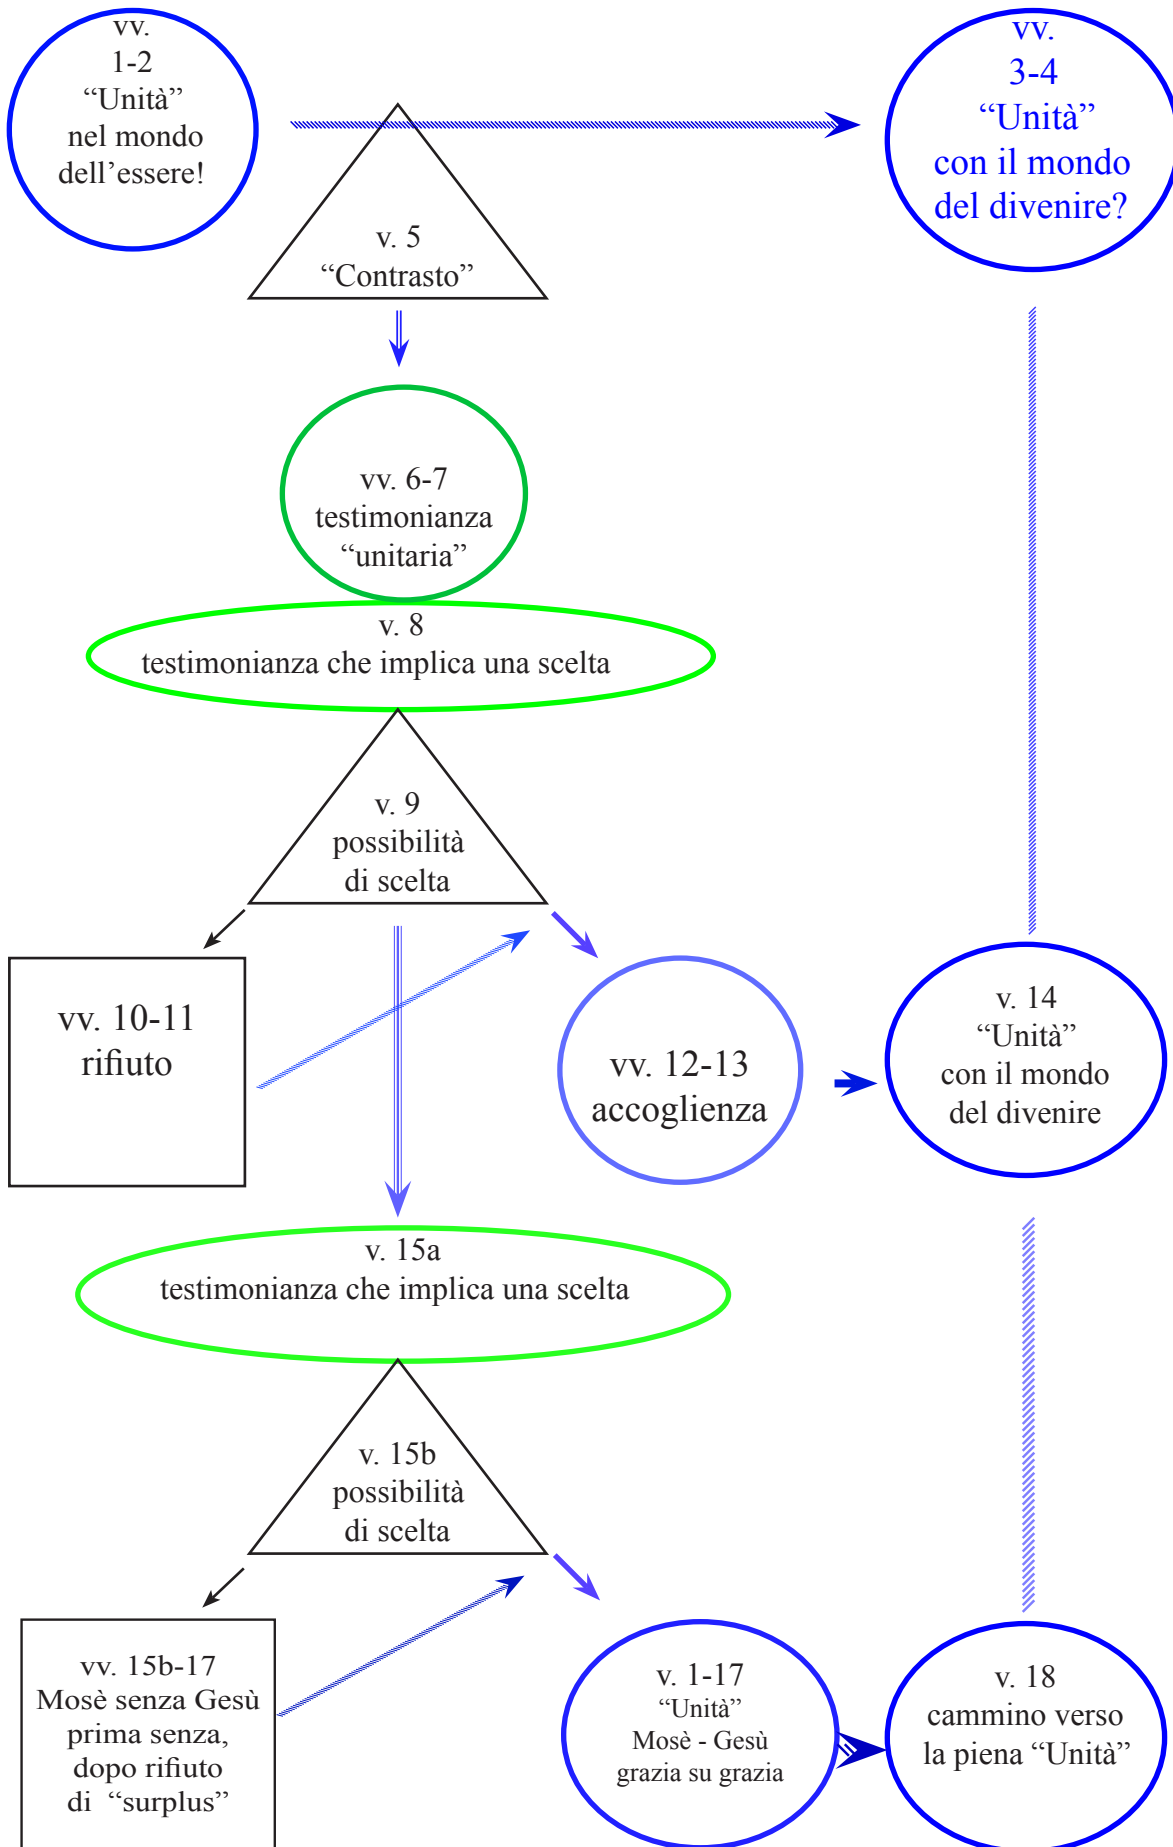 vv.
1-2
“Unità”
nel mondo
dell’essere!
vv.
3-4
“Unità”
con il mondo
del divenire?
v. 5
“Contrasto”
vv. 6-7
testimonianza
“unitaria”
v. 8
testimonianza che implica una scelta
v. 9
possibilità
di scelta
vv. 10-11
rifiuto
vv. 12-13
accoglienza
v. 14
“Unità”
con il mondo
del divenire
v. 15a
testimonianza che implica una scelta
v. 15b
possibilità
di scelta
vv. 15b-17
Mosè senza Gesù
prima senza,
dopo rifiuto
di “surplus”
v. 1-17
“Unità”
Mosè - Gesù
grazia su grazia
v. 18
cammino verso
la piena “Unità”